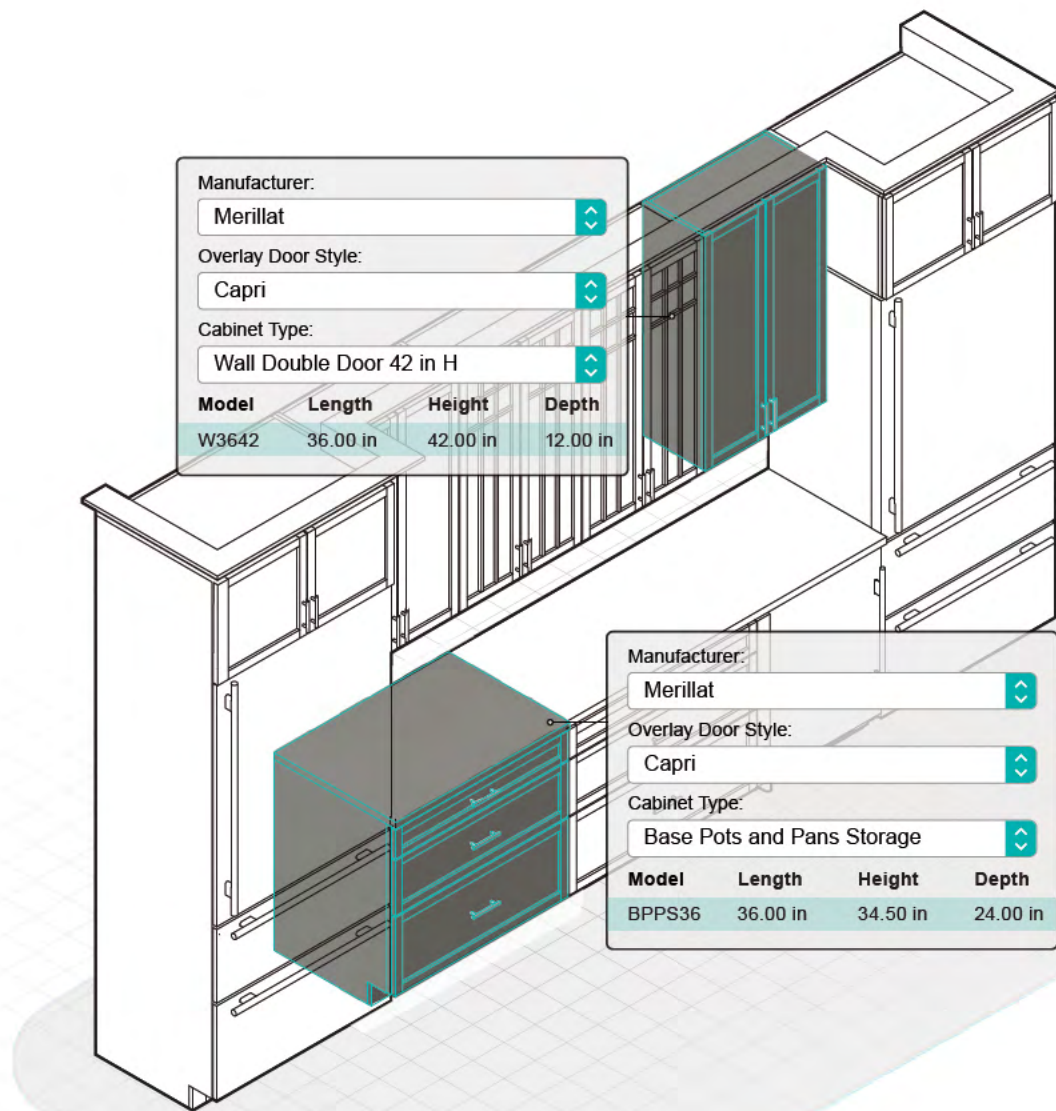 Manufacturer:
Merillat
Overlay Door Style:
Capri
Cabinet Type:
Wall Double Door 42 in H
Model Length Height Depth
W3642 36.00 in 42.00 in 12.00 in
Manufacturer:
Merillat
Overlay Door Style:
Capri
Cabinet Type:
Base Pots and Pans Storage
Model Length Height Depth
BPPS36 36.00 in 34.50 in 24.00 in